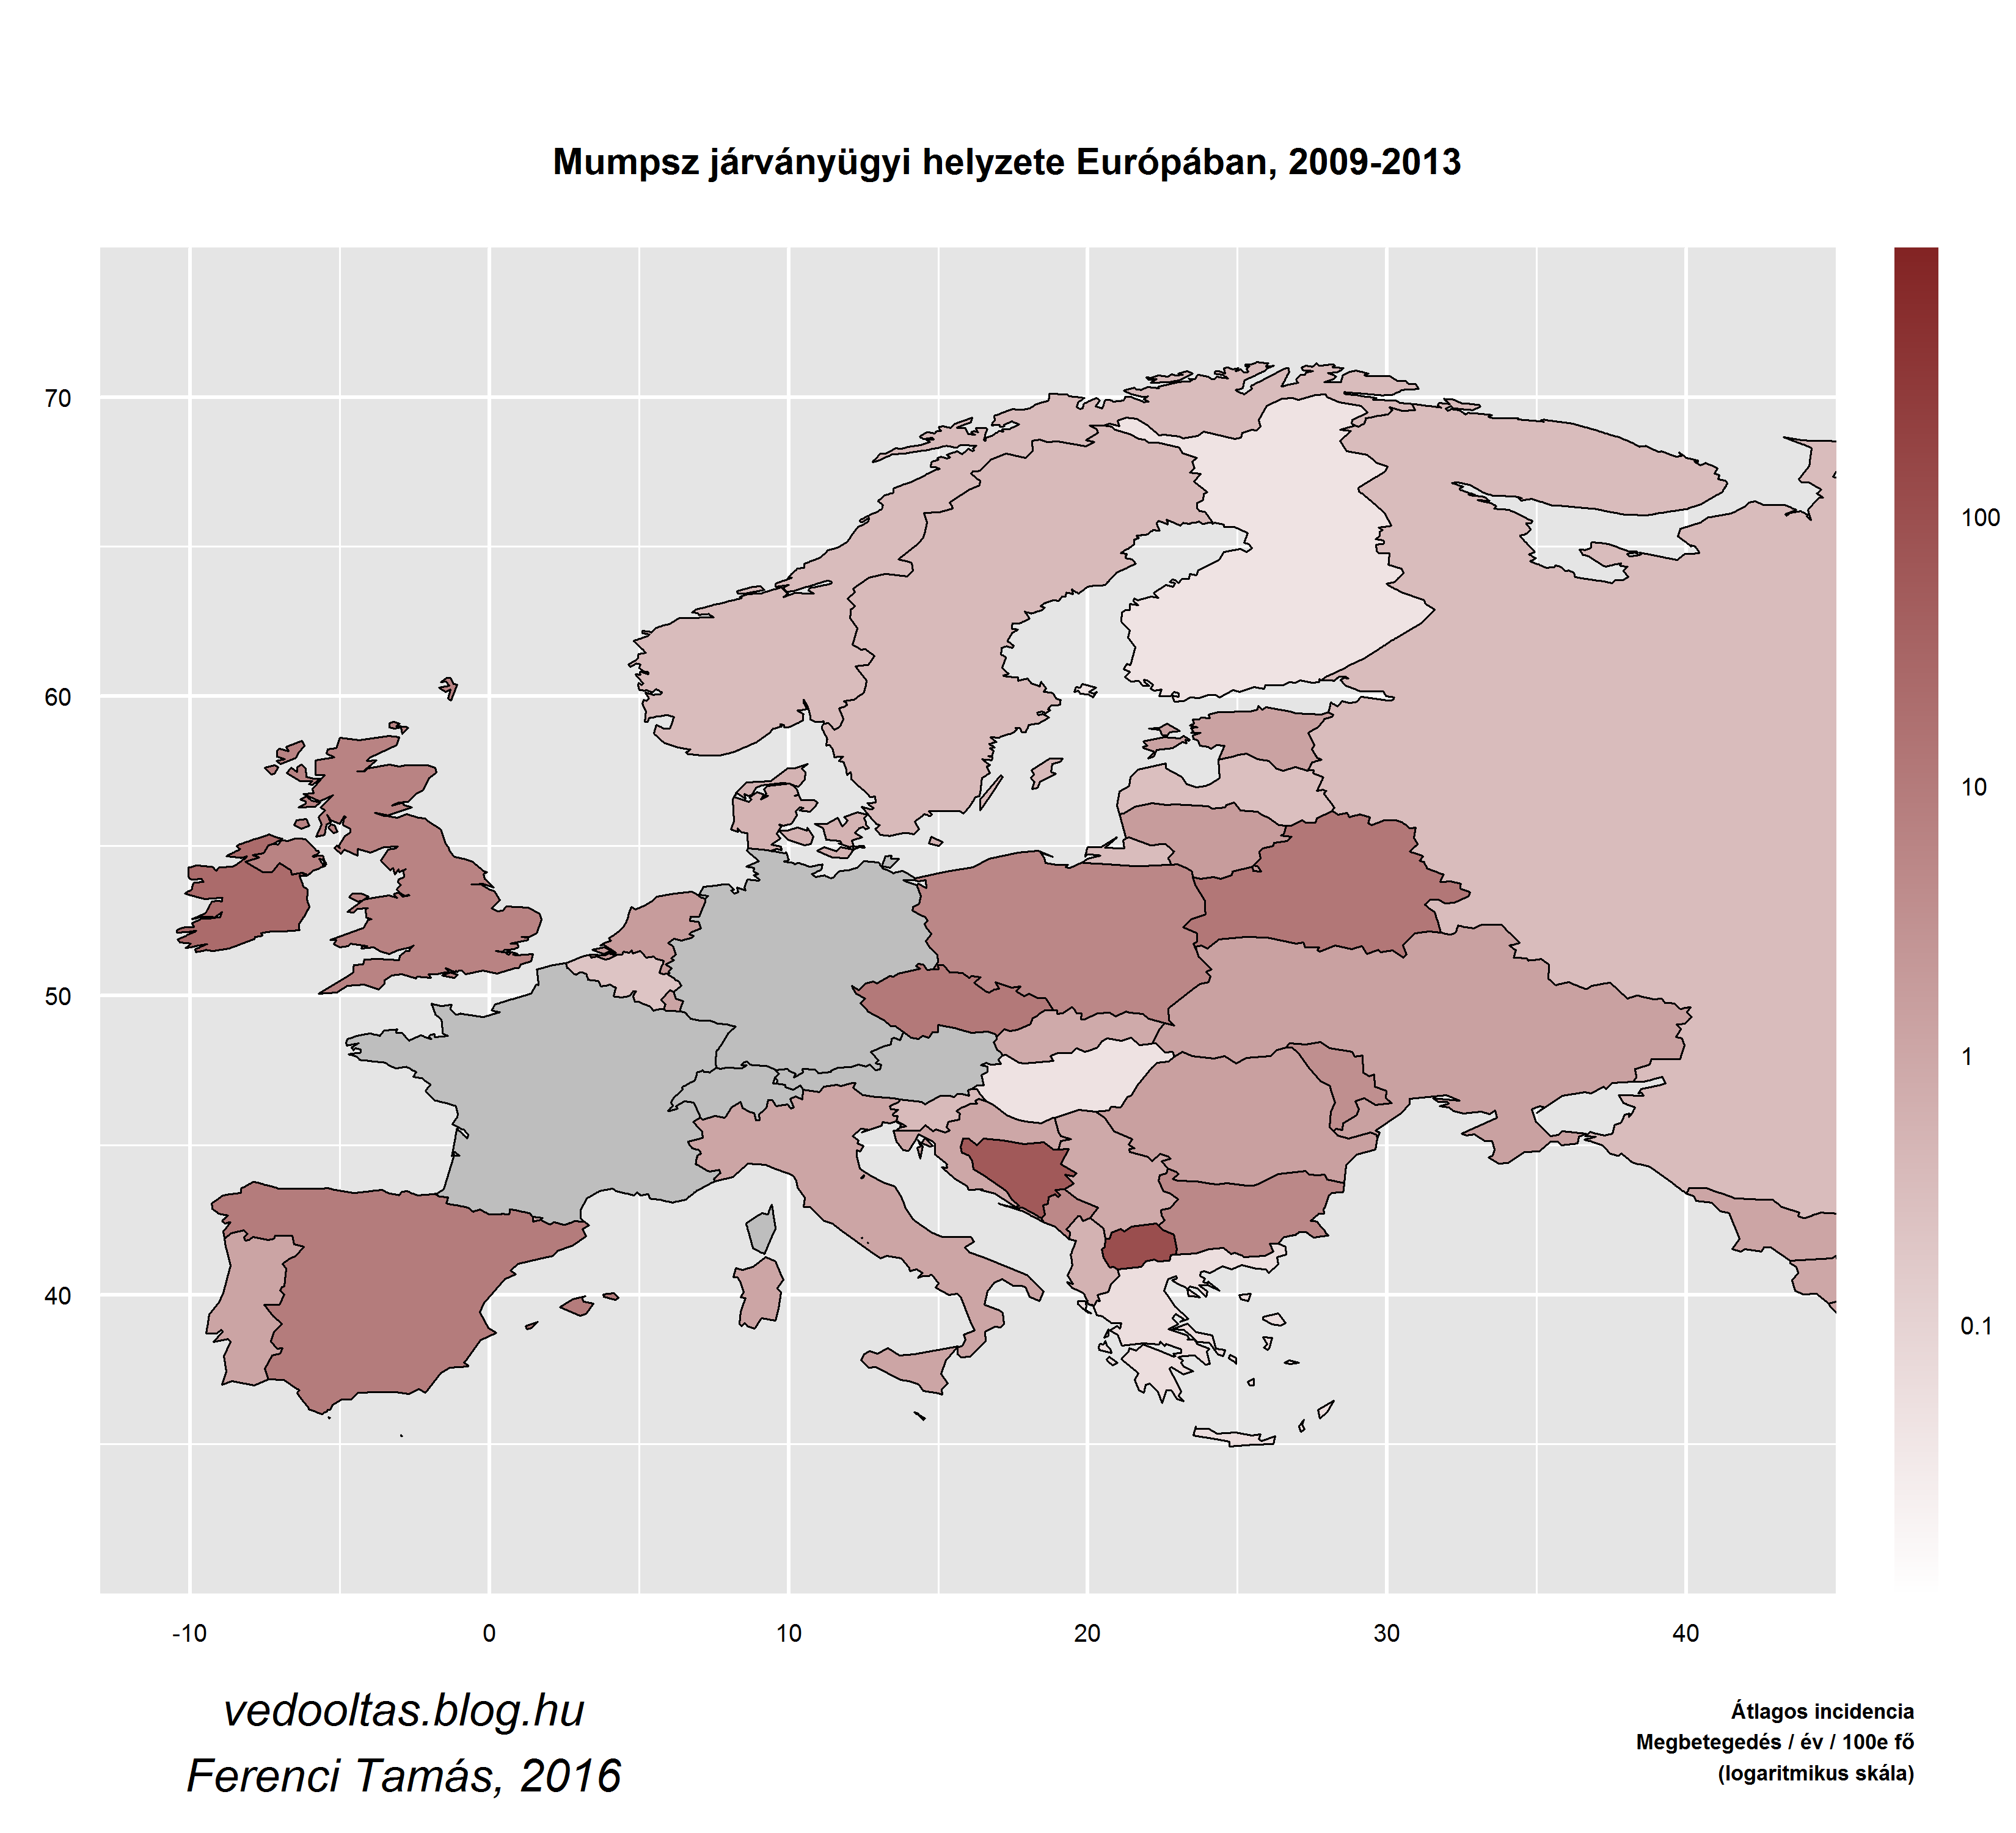 Mumpsz járványügyi helyzete Európában, 2009-2013
70
60
50
40
-10
0
10
20
30
40
100
10
1
0.1
vedooltas.blog.hu
Ferenci Tamás, 2016
Átlagos incidencia
Megbetegedés / év / 100e fő
(logaritmikus skála)